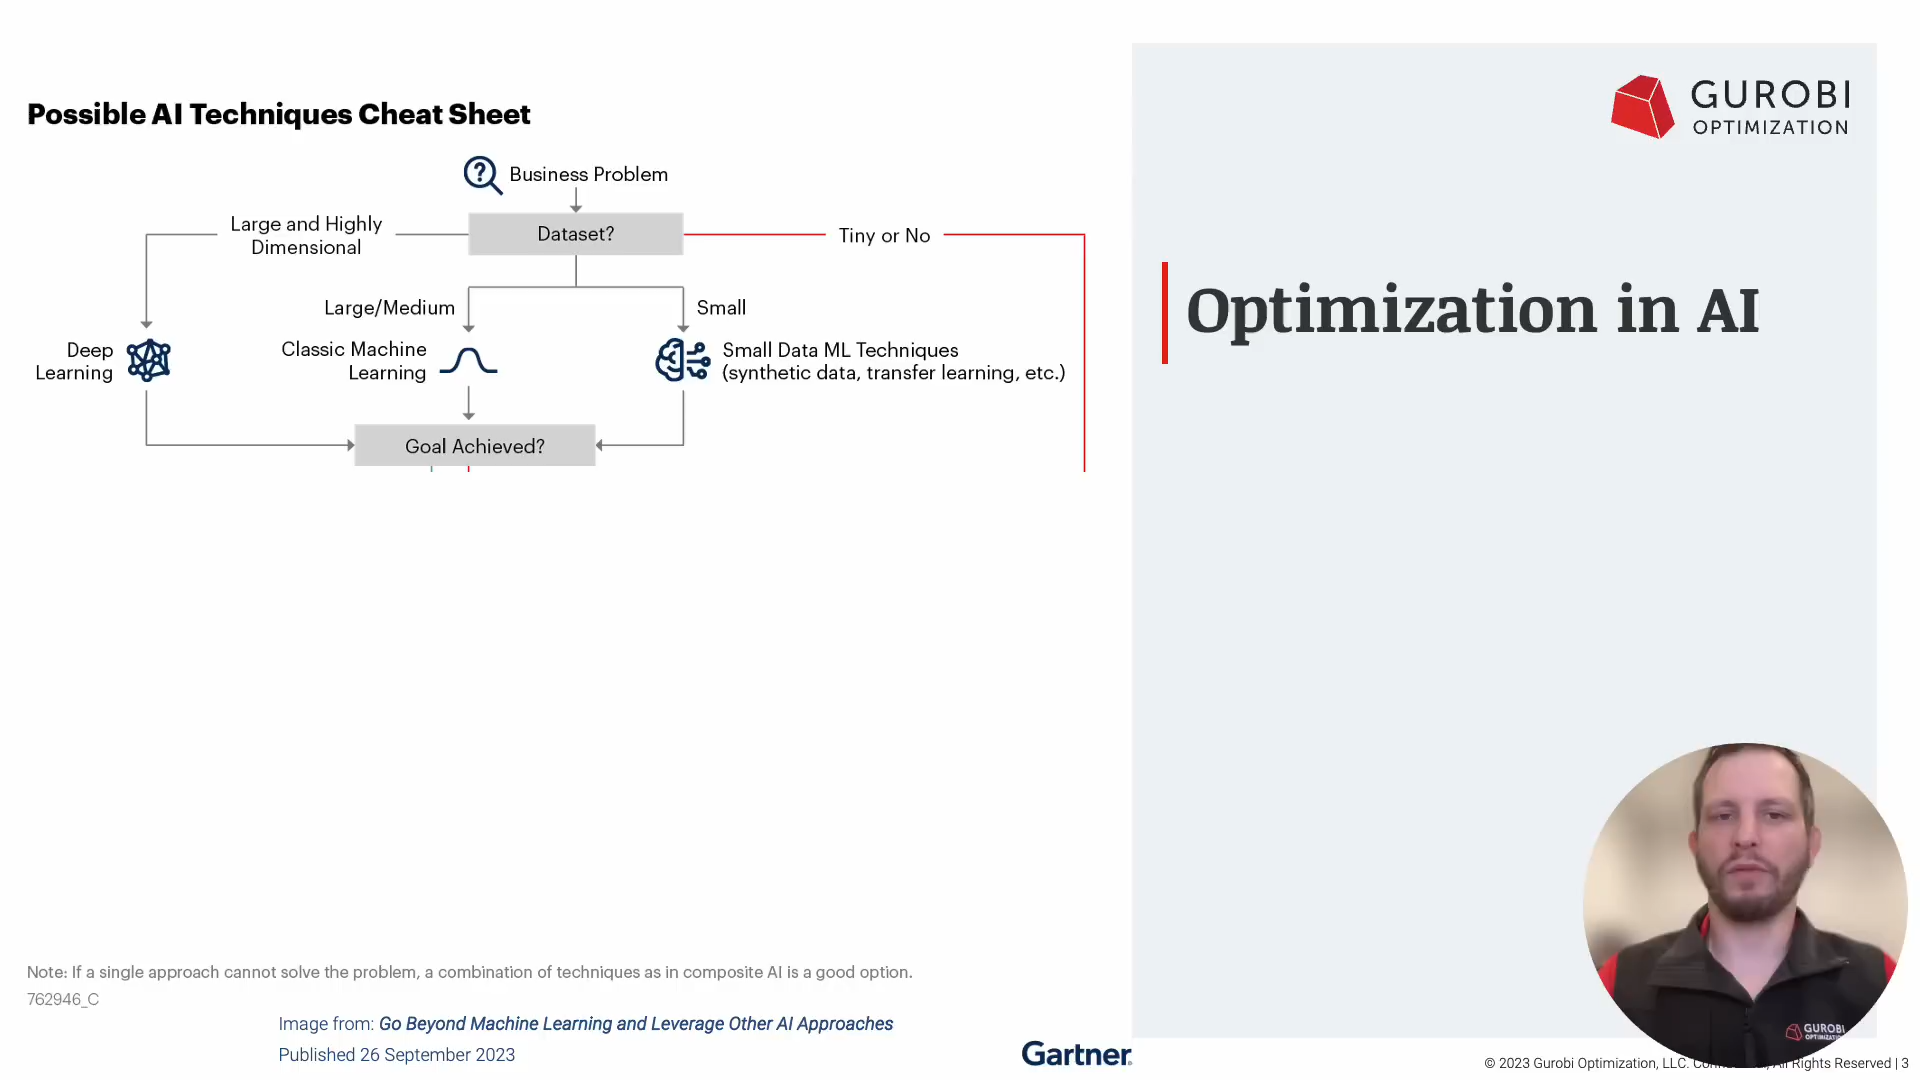 Possible AI Techniques Cheat Sheet
Business Problem
Dataset?
Large and Highly
Dimensional
Tiny or No
Large/Medium
Small
Deep
Learning
Classic Machine
Learning
Small Data ML Techniques
(synthetic data, transfer learning, etc.)
Goal Achieved?
Note: If a single approach cannot solve the problem, a combination of techniques as in composite AI is a good option.
762946_C
Image from: Go Beyond Machine Learning and Leverage Other AI Approaches
Published 26 September 2023
Gartner
GUROBI
OPTIMIZATION
Optimization in AI
GUROBI
© 2023 Gurobi Optimization, LLC. All Rights Reserved | 3